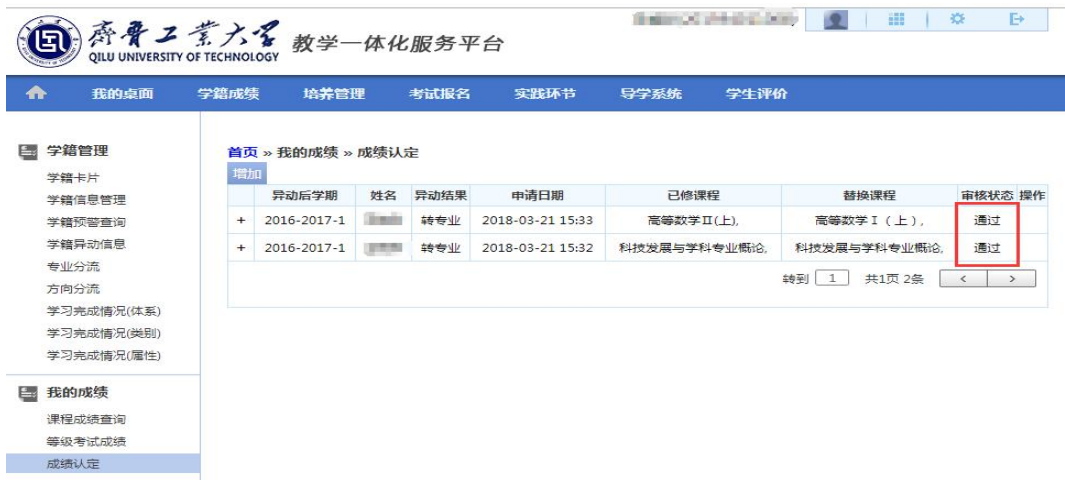 齊魯工業大學
QILU UNIVERSITY OF TECHNOLOGY
教学一体化服务平台
我的桌面 学籍成绩 培养管理 考试报名 实践环节 导学系统 学生评价
学籍管理
学籍卡片
学籍信息管理
学籍预警查询
学籍异动信息
专业分流
方向分流
学习完成情况(体系)
学习完成情况(类别)
学习完成情况(属性)
我的成绩
课程成绩查询
等级考试成绩
成绩认定
首页 » 我的成绩 » 成绩认定
增加
异动后学期 姓名 异动结果 申请日期 已修课程 替换课程 审核状态 操作
+ 2016-2017-1 转专业 2018-03-21 15:33 高等数学II(上), 高等数学 I （上）, 通过
+ 2016-2017-1 转专业 2018-03-21 15:32 科技发展与学科专业概论, 科技发展与学科专业概论, 通过
转到 1 共1页 2条 < >